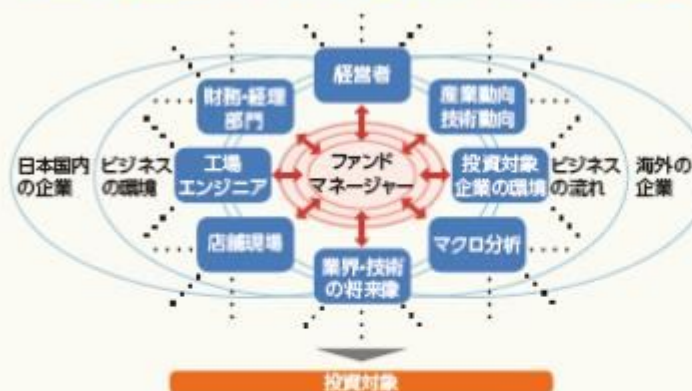 経営者
財務・経理
部門
産業動向
技術動向
日本国内
の企業
ビジネス
の環境
工場
エンジニア
ファンド
マネージャー
投資対象
企業の環境
ビジネス
の流れ
海外の
企業
店舗現場
業界・技術
の将来像
マクロ分析
投資対象